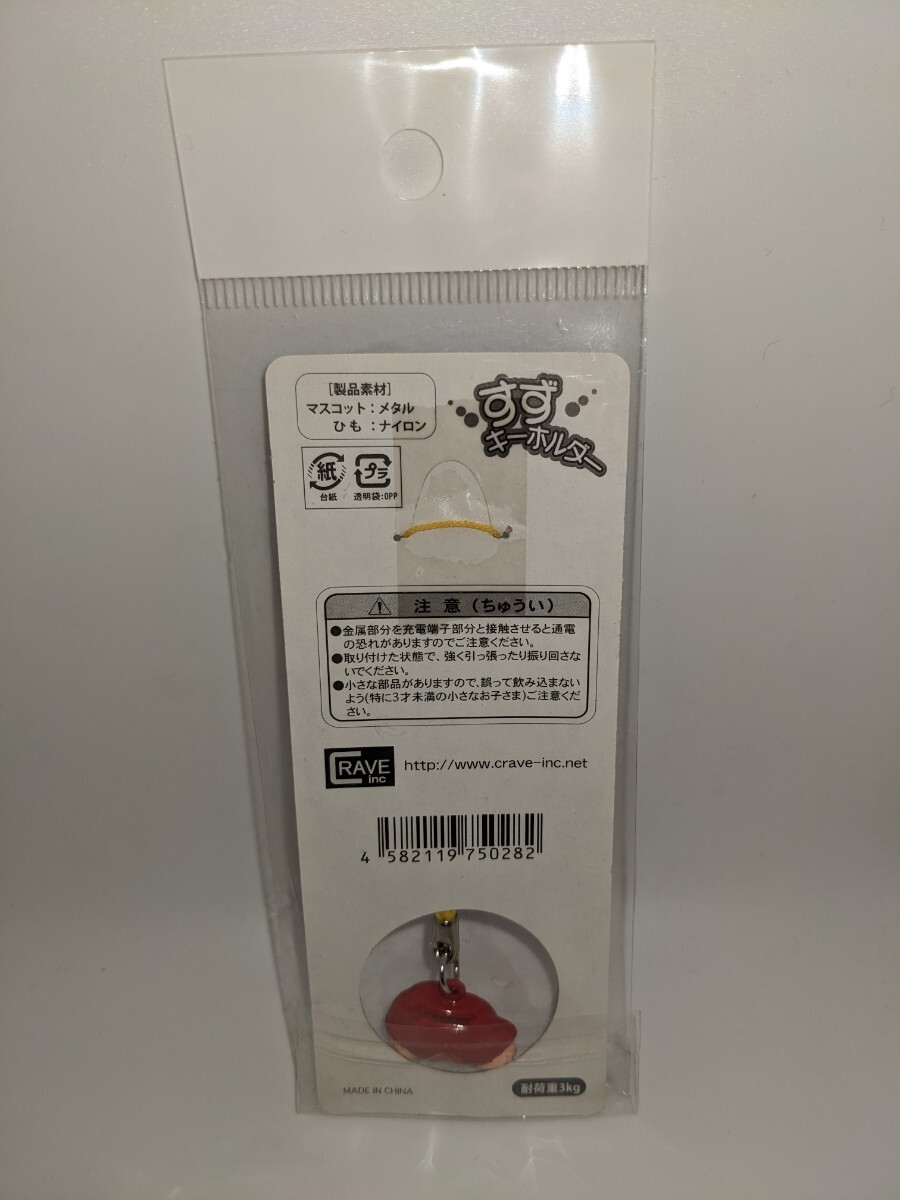 [製品素材]
マスコット：メタル
ひも：ナイロン
すず
キーホルダー
紙
プラ
台紙
透明袋:OPP
注意（ちゅうい）
●金属部分を充電端子部分と接触させると通電
の恐れがありますのでご注意ください。
●取り付けた状態で、強く引っ張ったり振り回さな
いでください。
●小さな部品がありますので、誤って飲み込まない
よう(特に3才未満の小さなお子さま)ご注意くだ
さい。
CRAVE
inc
http://www.crave-inc.net
4 582119 750282
MADE IN CHINA
耐荷重3kg